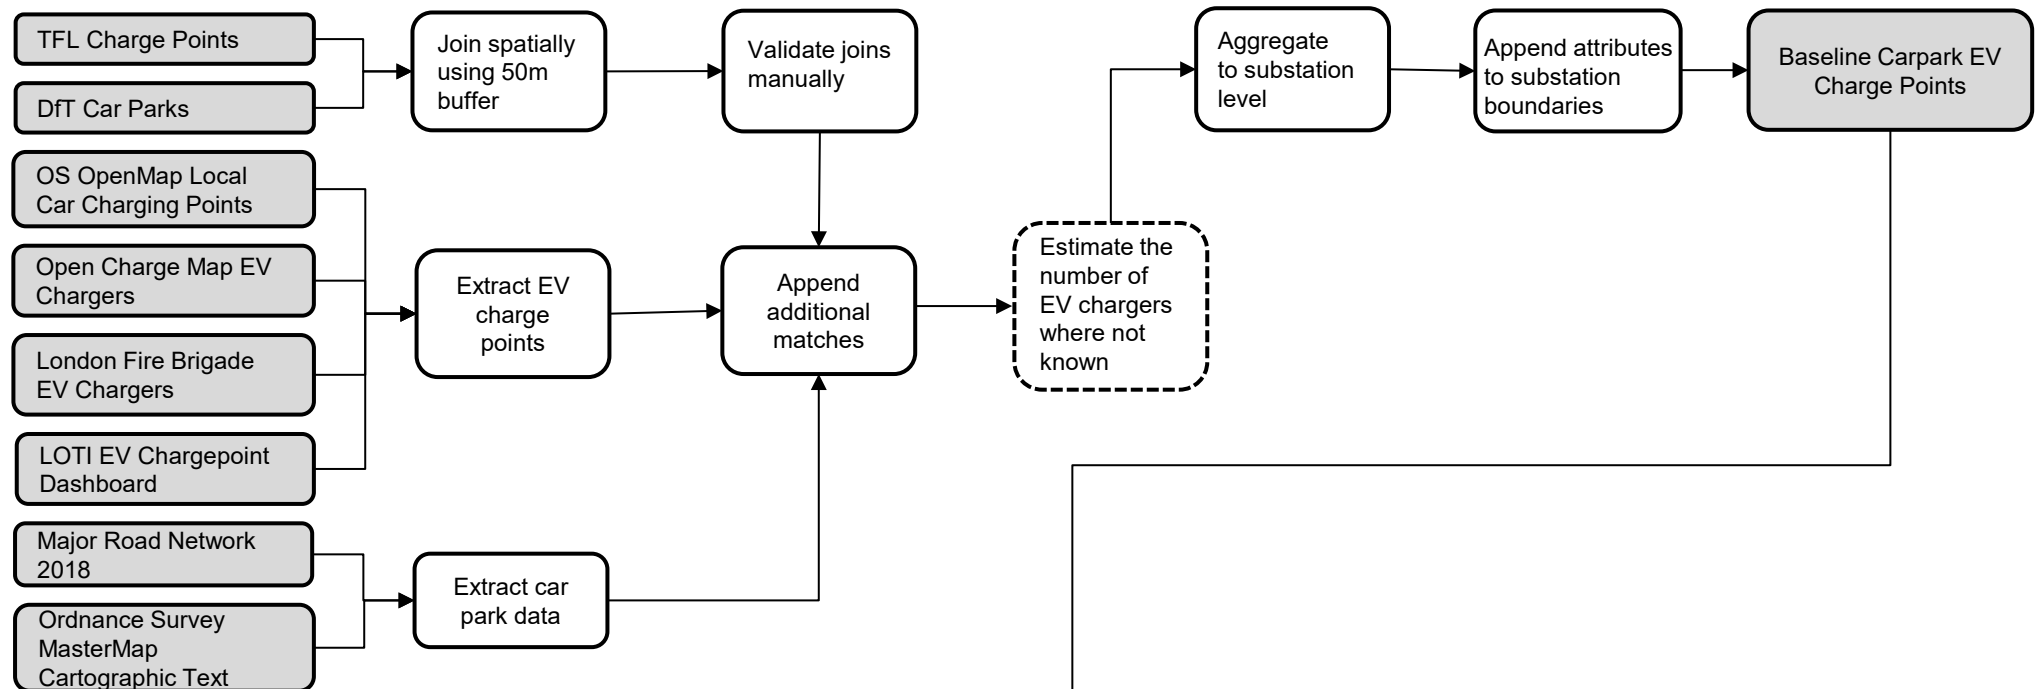 TFL Charge Points
DfT Car Parks
OS OpenMap Local
Car Charging Points
Open Charge Map EV
Chargers
London Fire Brigade
EV Chargers
LOTI EV Chargepoint
Dashboard
Major Road Network
2018
Ordnance Survey
MasterMap
Cartographic Text
Join spatially
using 50m
buffer
Extract EV
charge
points
Extract car
park data
Validate joins
manually
Append
additional
matches
Estimate the
number of
EV chargers
where not
known
Aggregate
to substation
level
Append attributes
to substation
boundaries
Baseline Carpark EV
Charge Points